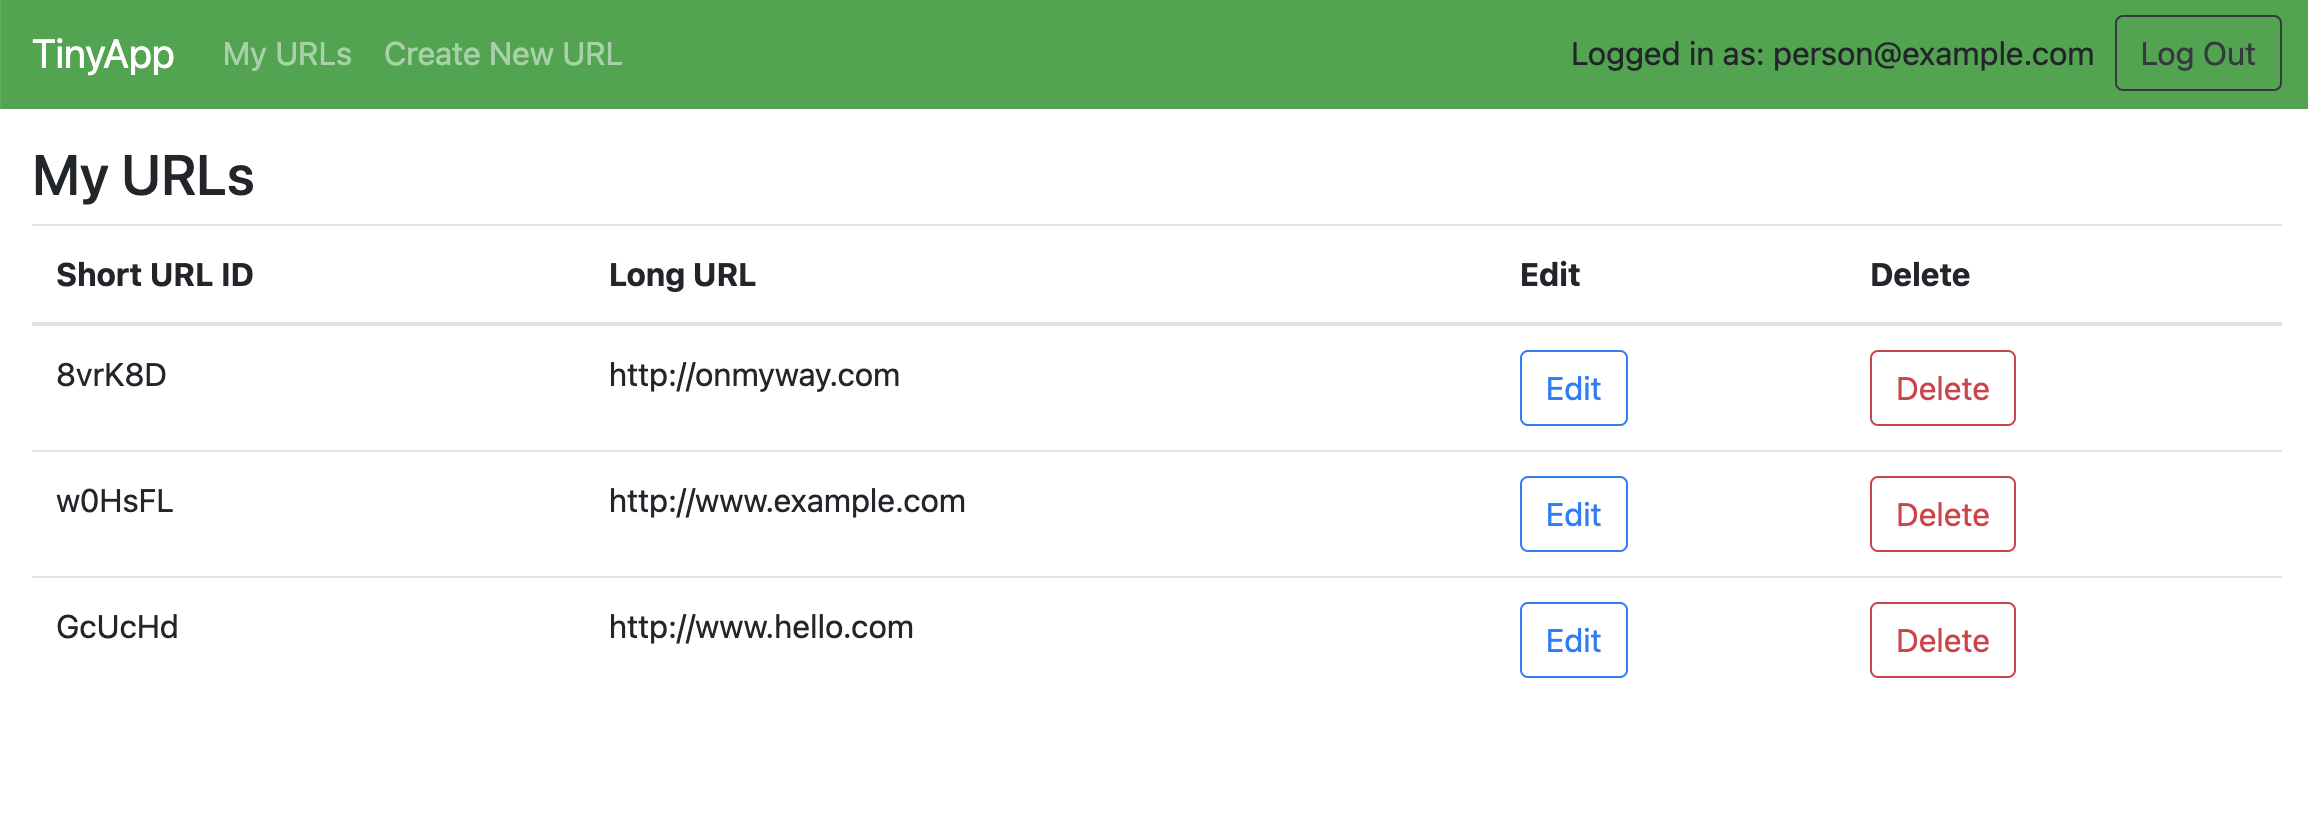 TinyApp My URLs Create New URL Logged in as: person@example.com Log Out
My URLs
Short URL ID Long URL Edit Delete
8vrK8D http://onmyway.com Edit Delete
w0HsFL http://www.example.com Edit Delete
GcUcHd http://www.hello.com Edit Delete